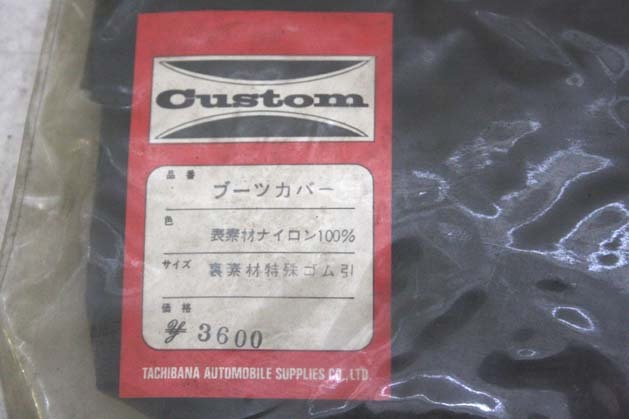 Custom
品番
ブーツカバー
色
表素材ナイロン100%
サイズ
裏素材特殊ゴム引
価格
¥ 3600
TACHIBANA AUTOMOBILE SUPPLIES CO., LTD.